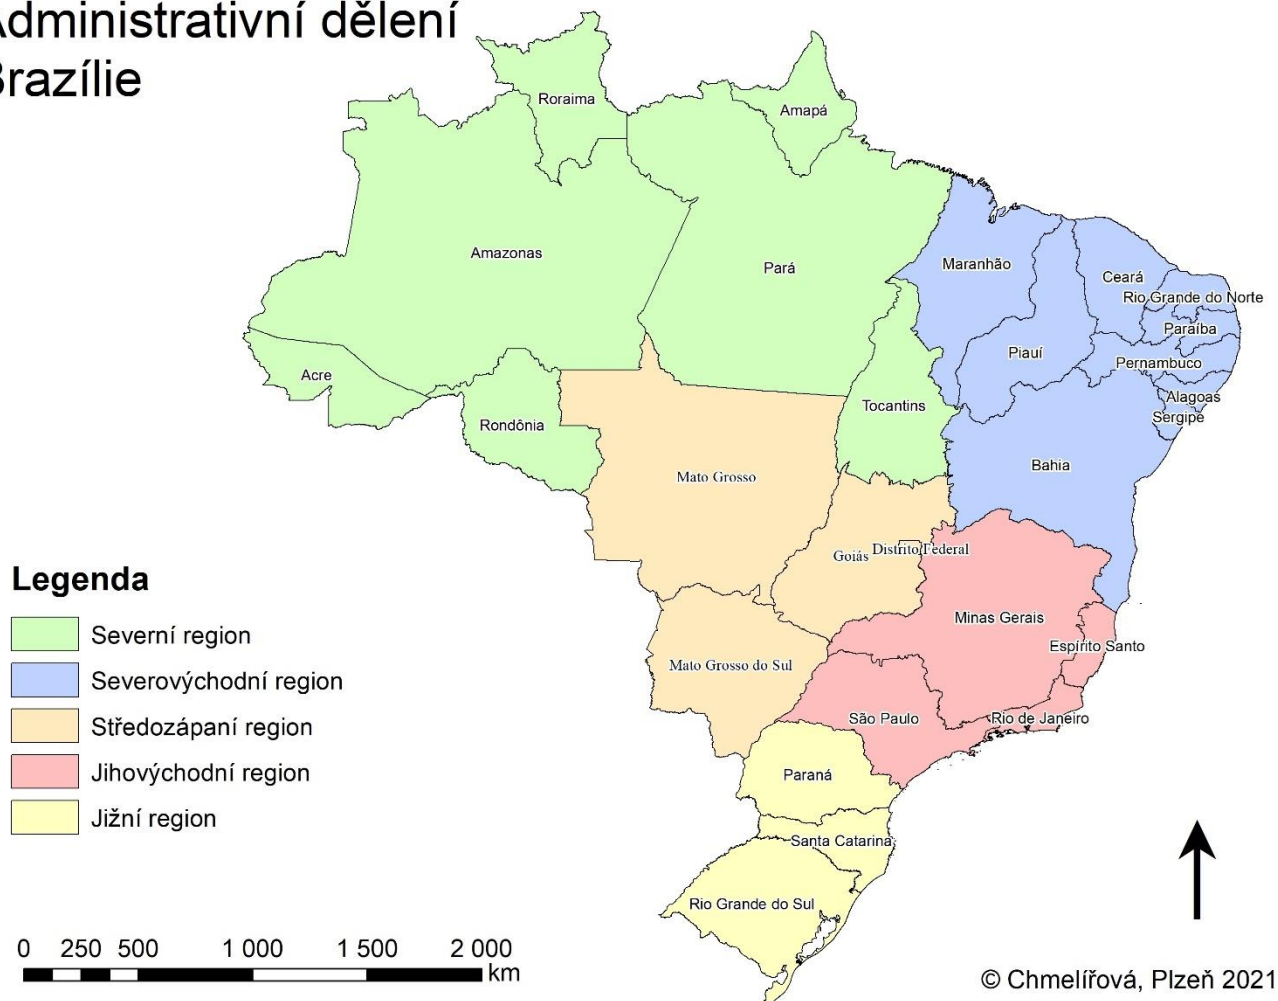 Administrativní dělení
Brazílie
Roraima
Amapá
Amazonas
Pará
Maranhão
Ceará
Rio Grande do Norte
Paraíba
Piauí
Pernambuco
Acre
Alagoas
Tocantins
Sergipe
Rondônia
Bahia
Mato Grosso
Goiás
Distrito Federal
Minas Gerais
Espírito Santo
Mato Grosso do Sul
São Paulo
Rio de Janeiro
Paraná
Santa Catarina
Rio Grande do Sul
Legenda
Severní region
Severovýchodní region
Středozápaní region
Jihovýchodní region
Jižní region
0 250 500 1 000 1 500 2 000
km
© Chmelířová, Plzeň 2021